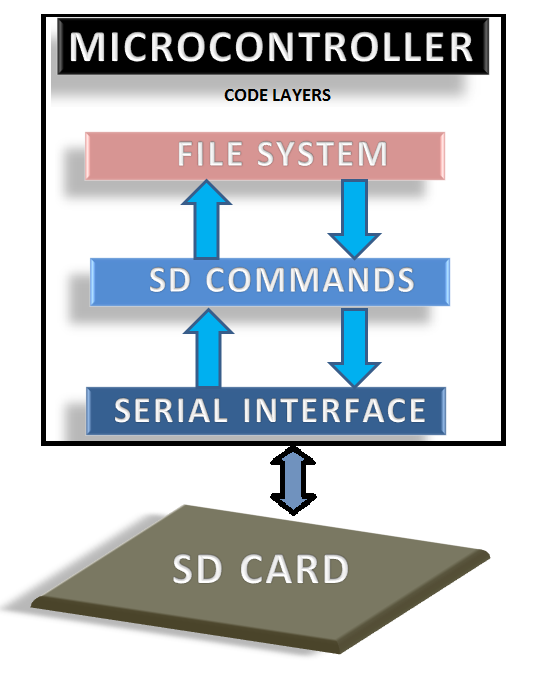 MICROCONTROLLER
CODE LAYERS
FILE SYSTEM
SD COMMANDS
SERIAL INTERFACE
SD CARD